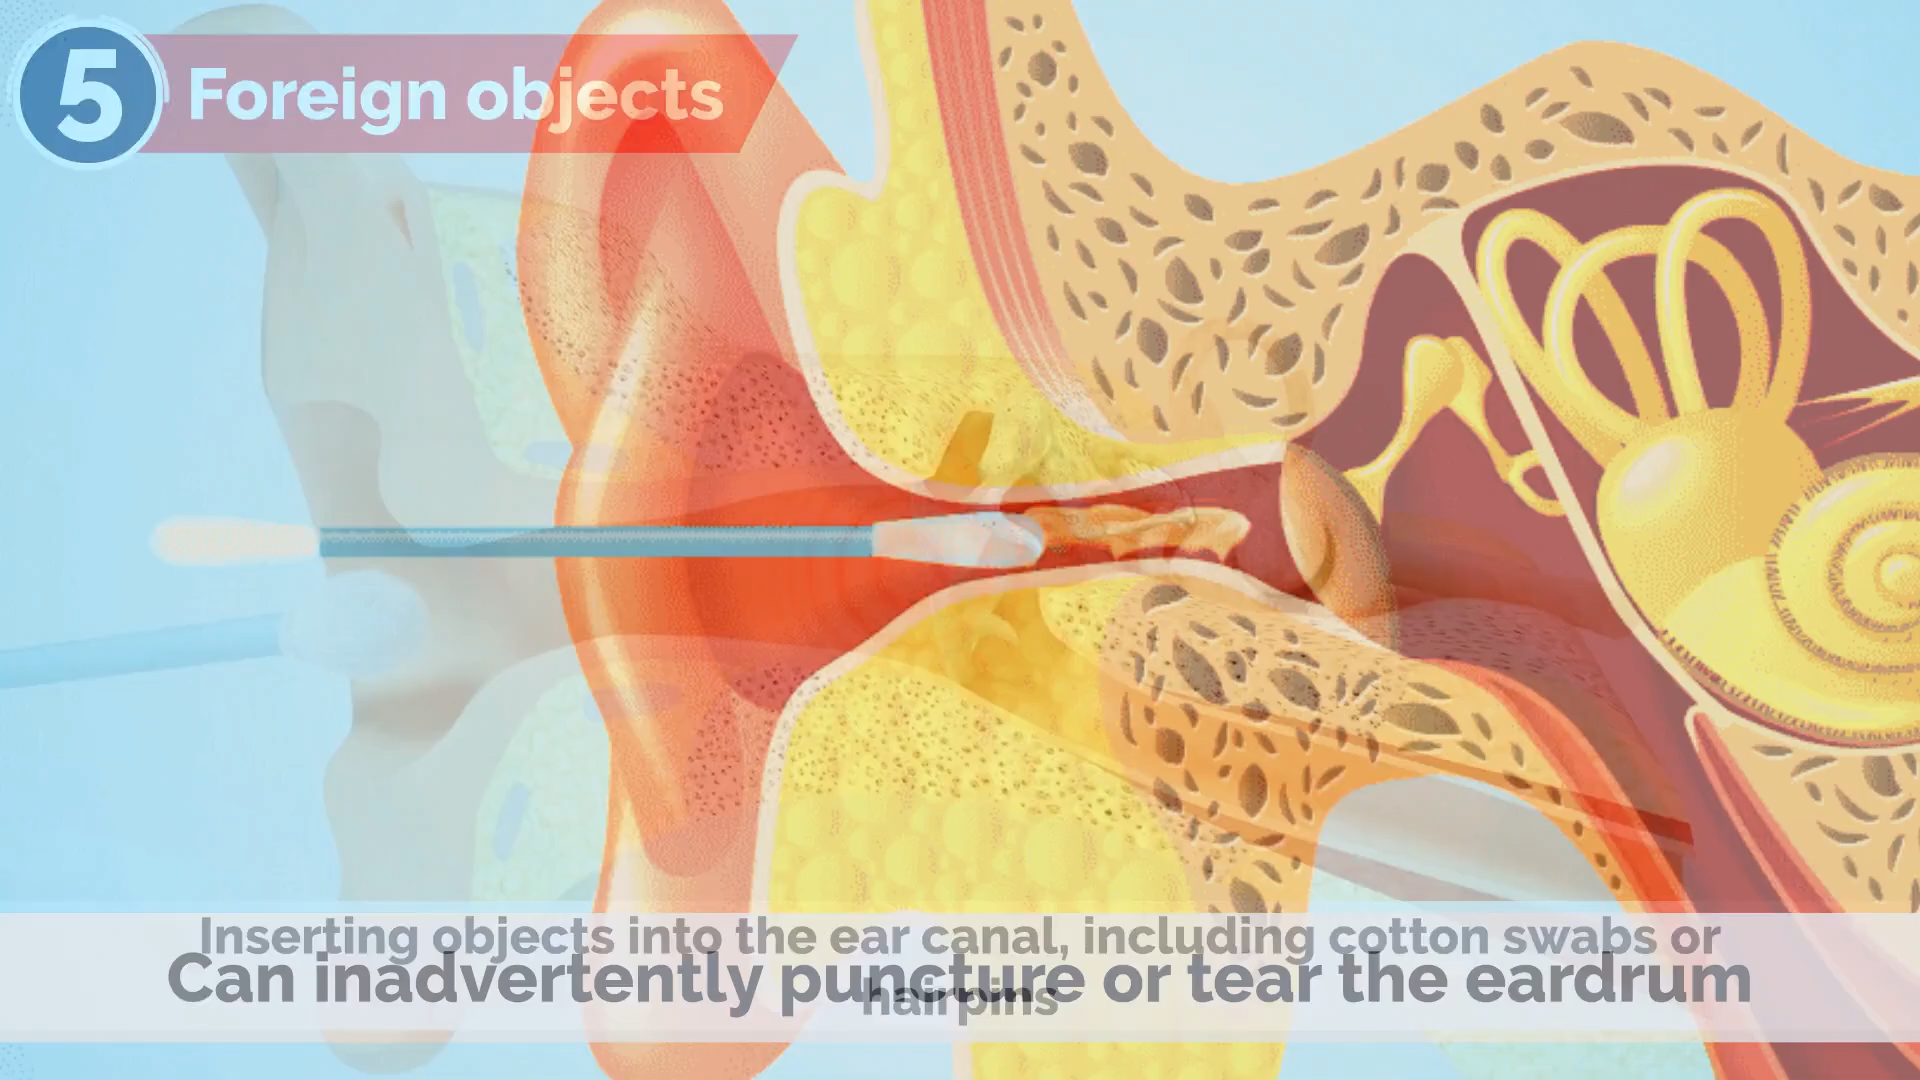 5
Foreign objects
Inserting objects into the ear canal, including cotton swabs or
hairpins
Can inadvertently puncture or tear the eardrum